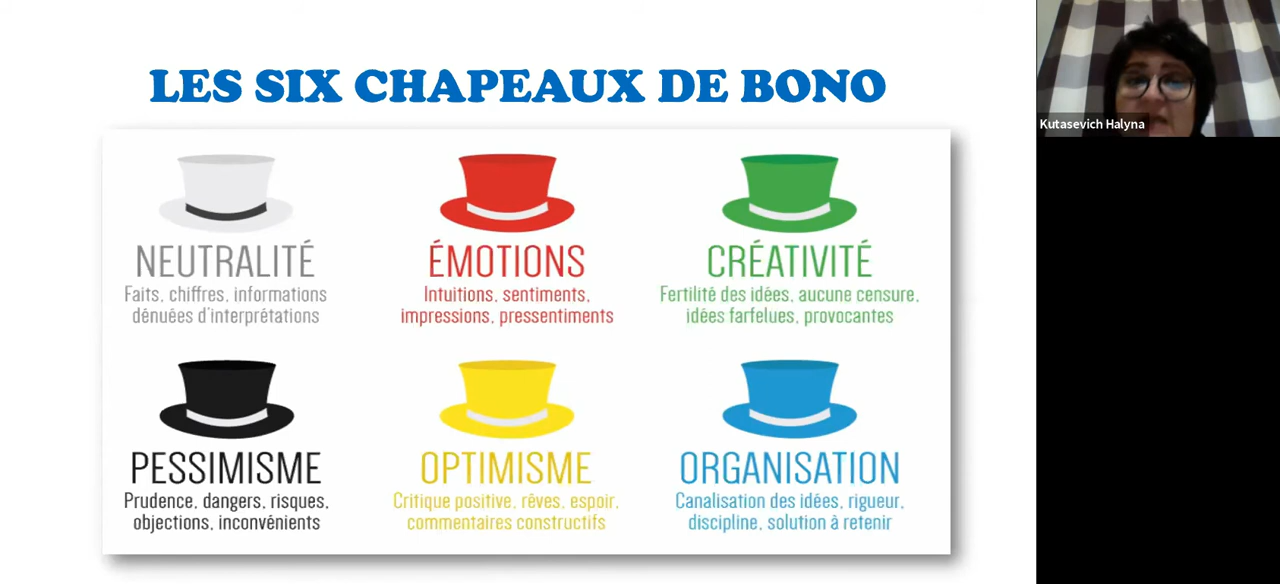 LES SIX CHAPEAUX DE BONO
Kutasevich Halyna
NEUTRALITÉ
Faits, chiffres, informations
dénuées d'interprétations
ÉMOTIONS
Intuitions, sentiments,
impressions, pressentiments
CRÉATIVITÉ
Fertilité des idées, aucune censure,
idées farfelues, provocantes
PESSIMISME
Prudence, dangers, risques,
objections, inconvénients
OPTIMISME
Critique positive, rêves, espoir,
commentaires constructifs
ORGANISATION
Canalisation des idées, rigueur,
discipline, solution à retenir